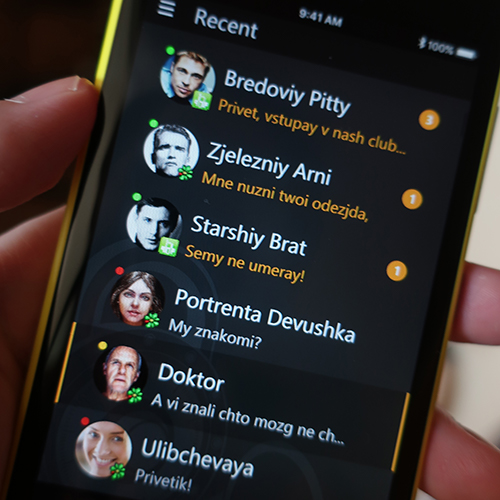 9:41 AM
100%
Recent
Bredoviy Pitty
Privet, vstupay v nash club...
3
Zjelezniy Arni
Mne nuzni twoi odezjda,
1
Starshiy Brat
Semy ne umeray!
1
Portrenta Devushka
My znakomi?
Doktor
A vi znali chto mozg ne ch...
Ulibchevaya
Privetik!